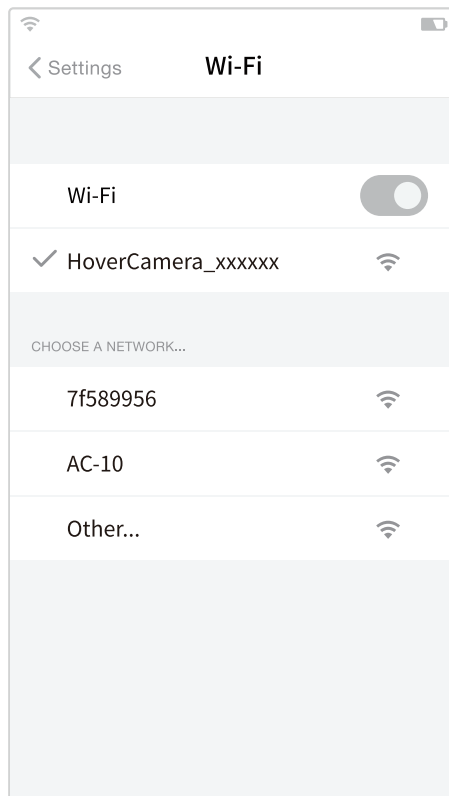 Settings
Wi-Fi
Wi-Fi
HoverCamera_xxxxxx
CHOOSE A NETWORK...
7f589956
AC-10
Other...